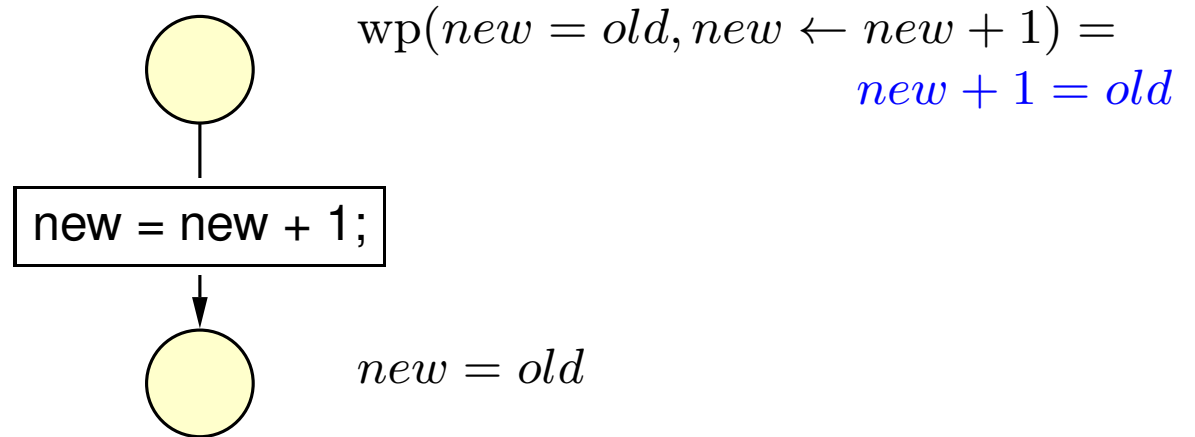 wp(new = old, new ← new + 1) =
new + 1 = old
new = new + 1;
new = old